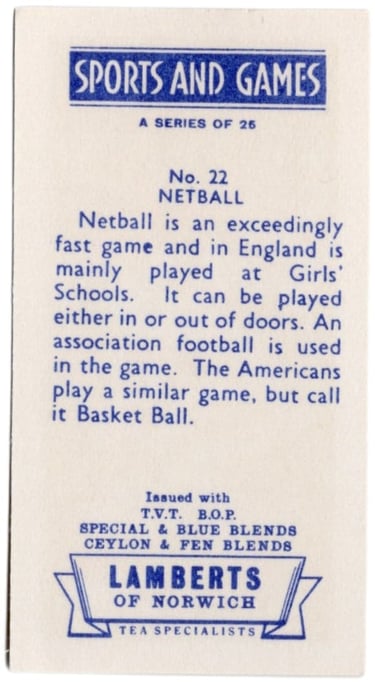 SPORTS AND GAMES
A SERIES OF 25
No. 22
NETBALL
Netball is an exceedingly
fast game and in England is
mainly played at Girls'
Schools. It can be played
either in or out of doors. An
association football is used
in the game. The Americans
play a similar game, but call
it Basket Ball.
Issued with
T.V.T. B.O.P.
SPECIAL & BLUE BLENDS
CEYLON & FEN BLENDS
LAMBERTS
OF NORWICH
TEA SPECIALISTS